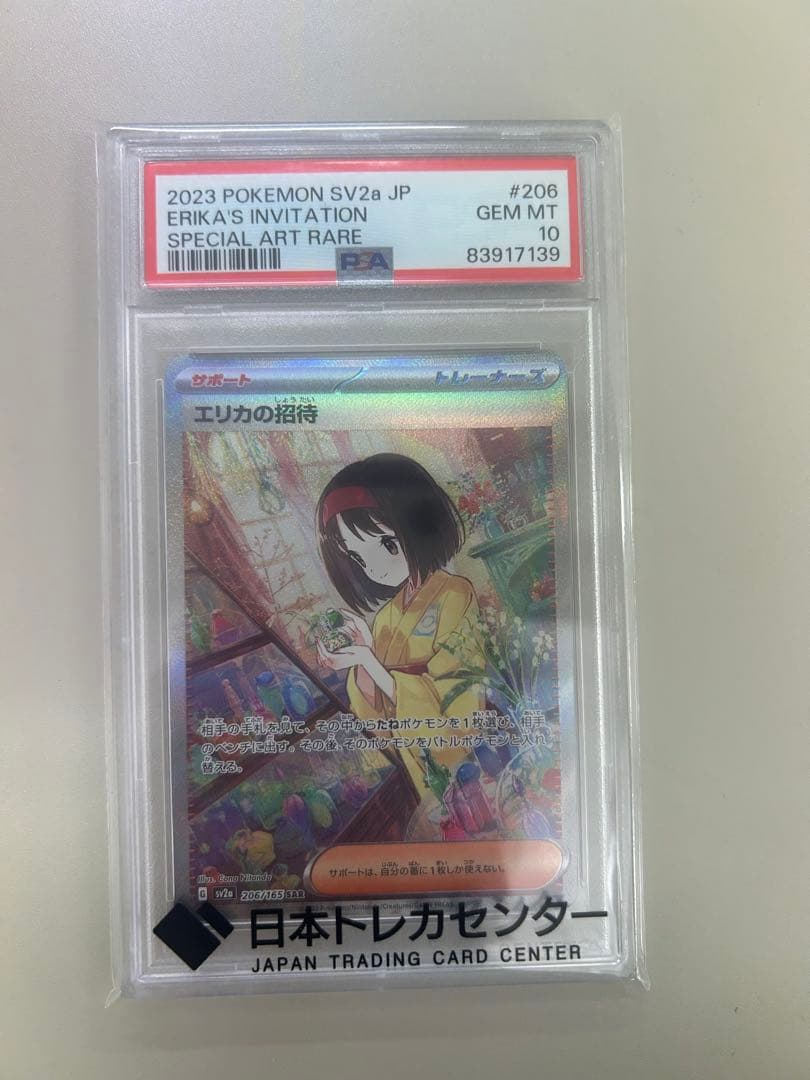 2023 POKEMON SV2a JP #206
ERIKA'S INVITATION GEM MT
SPECIAL ART RARE 10
PSA 83917139
サポート トレーナーズ
しょうたい
エリカの招待
相手の手札を見て、その中からたねポケモンを1枚選び、相手
のベンチに出す。その後、そのポケモンをバトルポケモンと入れ
替える。
サポートは、自分の番に1枚しか使えない。
G sv2a 206/165 SAR
日本トレカセンター
JAPAN TRADING CARD CENTER